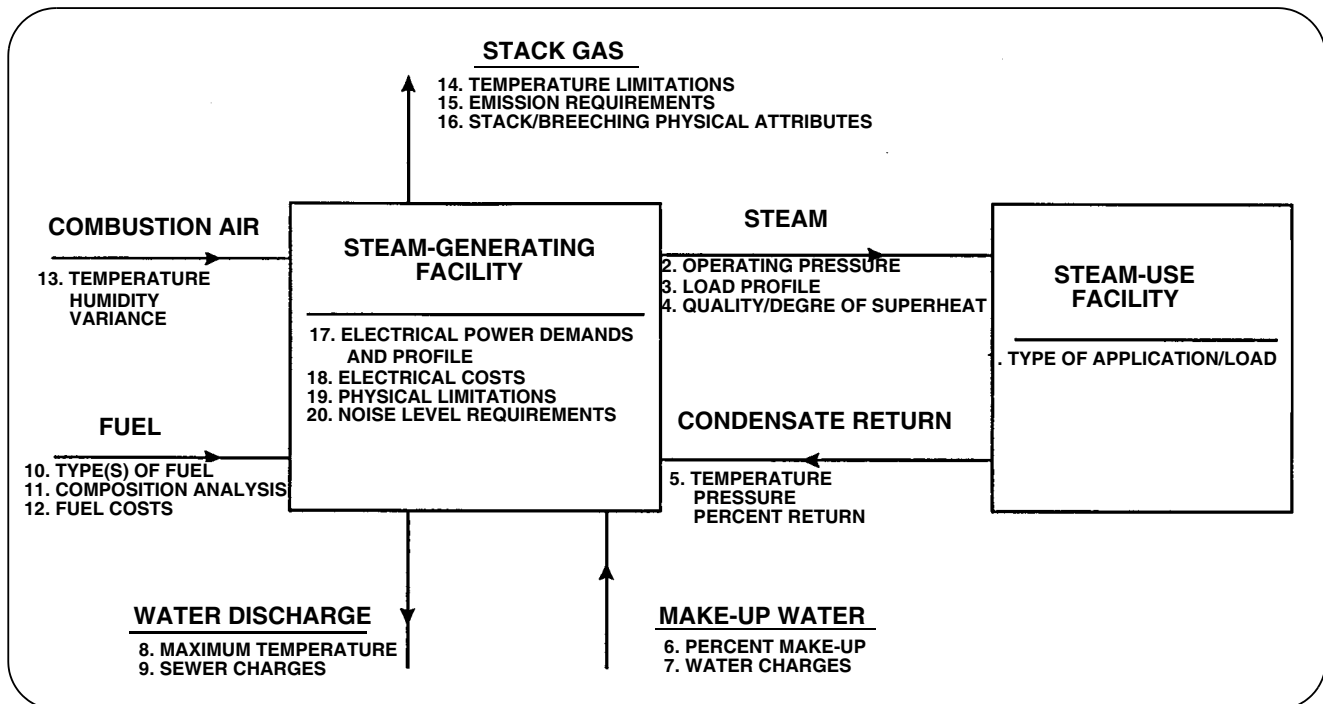 STACK GAS
14. TEMPERATURE LIMITATIONS
15. EMISSION REQUIREMENTS
16. STACK/BREECHING PHYSICAL ATTRIBUTES
COMBUSTION AIR
13. TEMPERATURE
HUMIDITY
VARIANCE
STEAM-GENERATING
FACILITY
17. ELECTRICAL POWER DEMANDS
AND PROFILE
18. ELECTRICAL COSTS
19. PHYSICAL LIMITATIONS
20. NOISE LEVEL REQUIREMENTS
STEAM
2. OPERATING PRESSURE
3. LOAD PROFILE
4. QUALITY/DEGRE OF SUPERHEAT
STEAM-USE
FACILITY
. TYPE OF APPLICATION/LOAD
FUEL
10. TYPE(S) OF FUEL
11. COMPOSITION ANALYSIS
12. FUEL COSTS
CONDENSATE RETURN
5. TEMPERATURE
PRESSURE
PERCENT RETURN
WATER DISCHARGE
8. MAXIMUM TEMPERATURE
9. SEWER CHARGES
MAKE-UP WATER
6. PERCENT MAKE-UP
7. WATER CHARGES